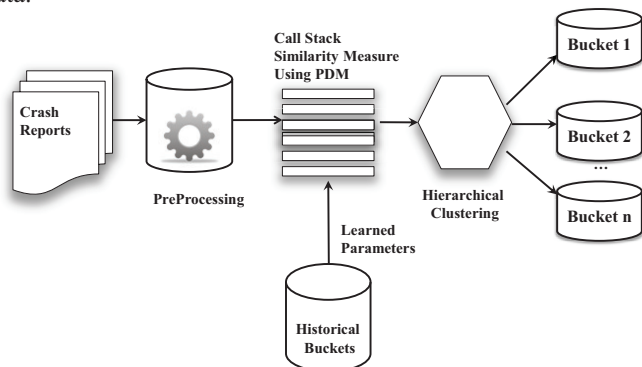 Call Stack
Similarity Measure
Using PDM
Crash
Reports
PreProcessing
Hierarchical
Clustering
Bucket 1
Bucket 2
...
Bucket n
Learned
Parameters
Historical
Buckets